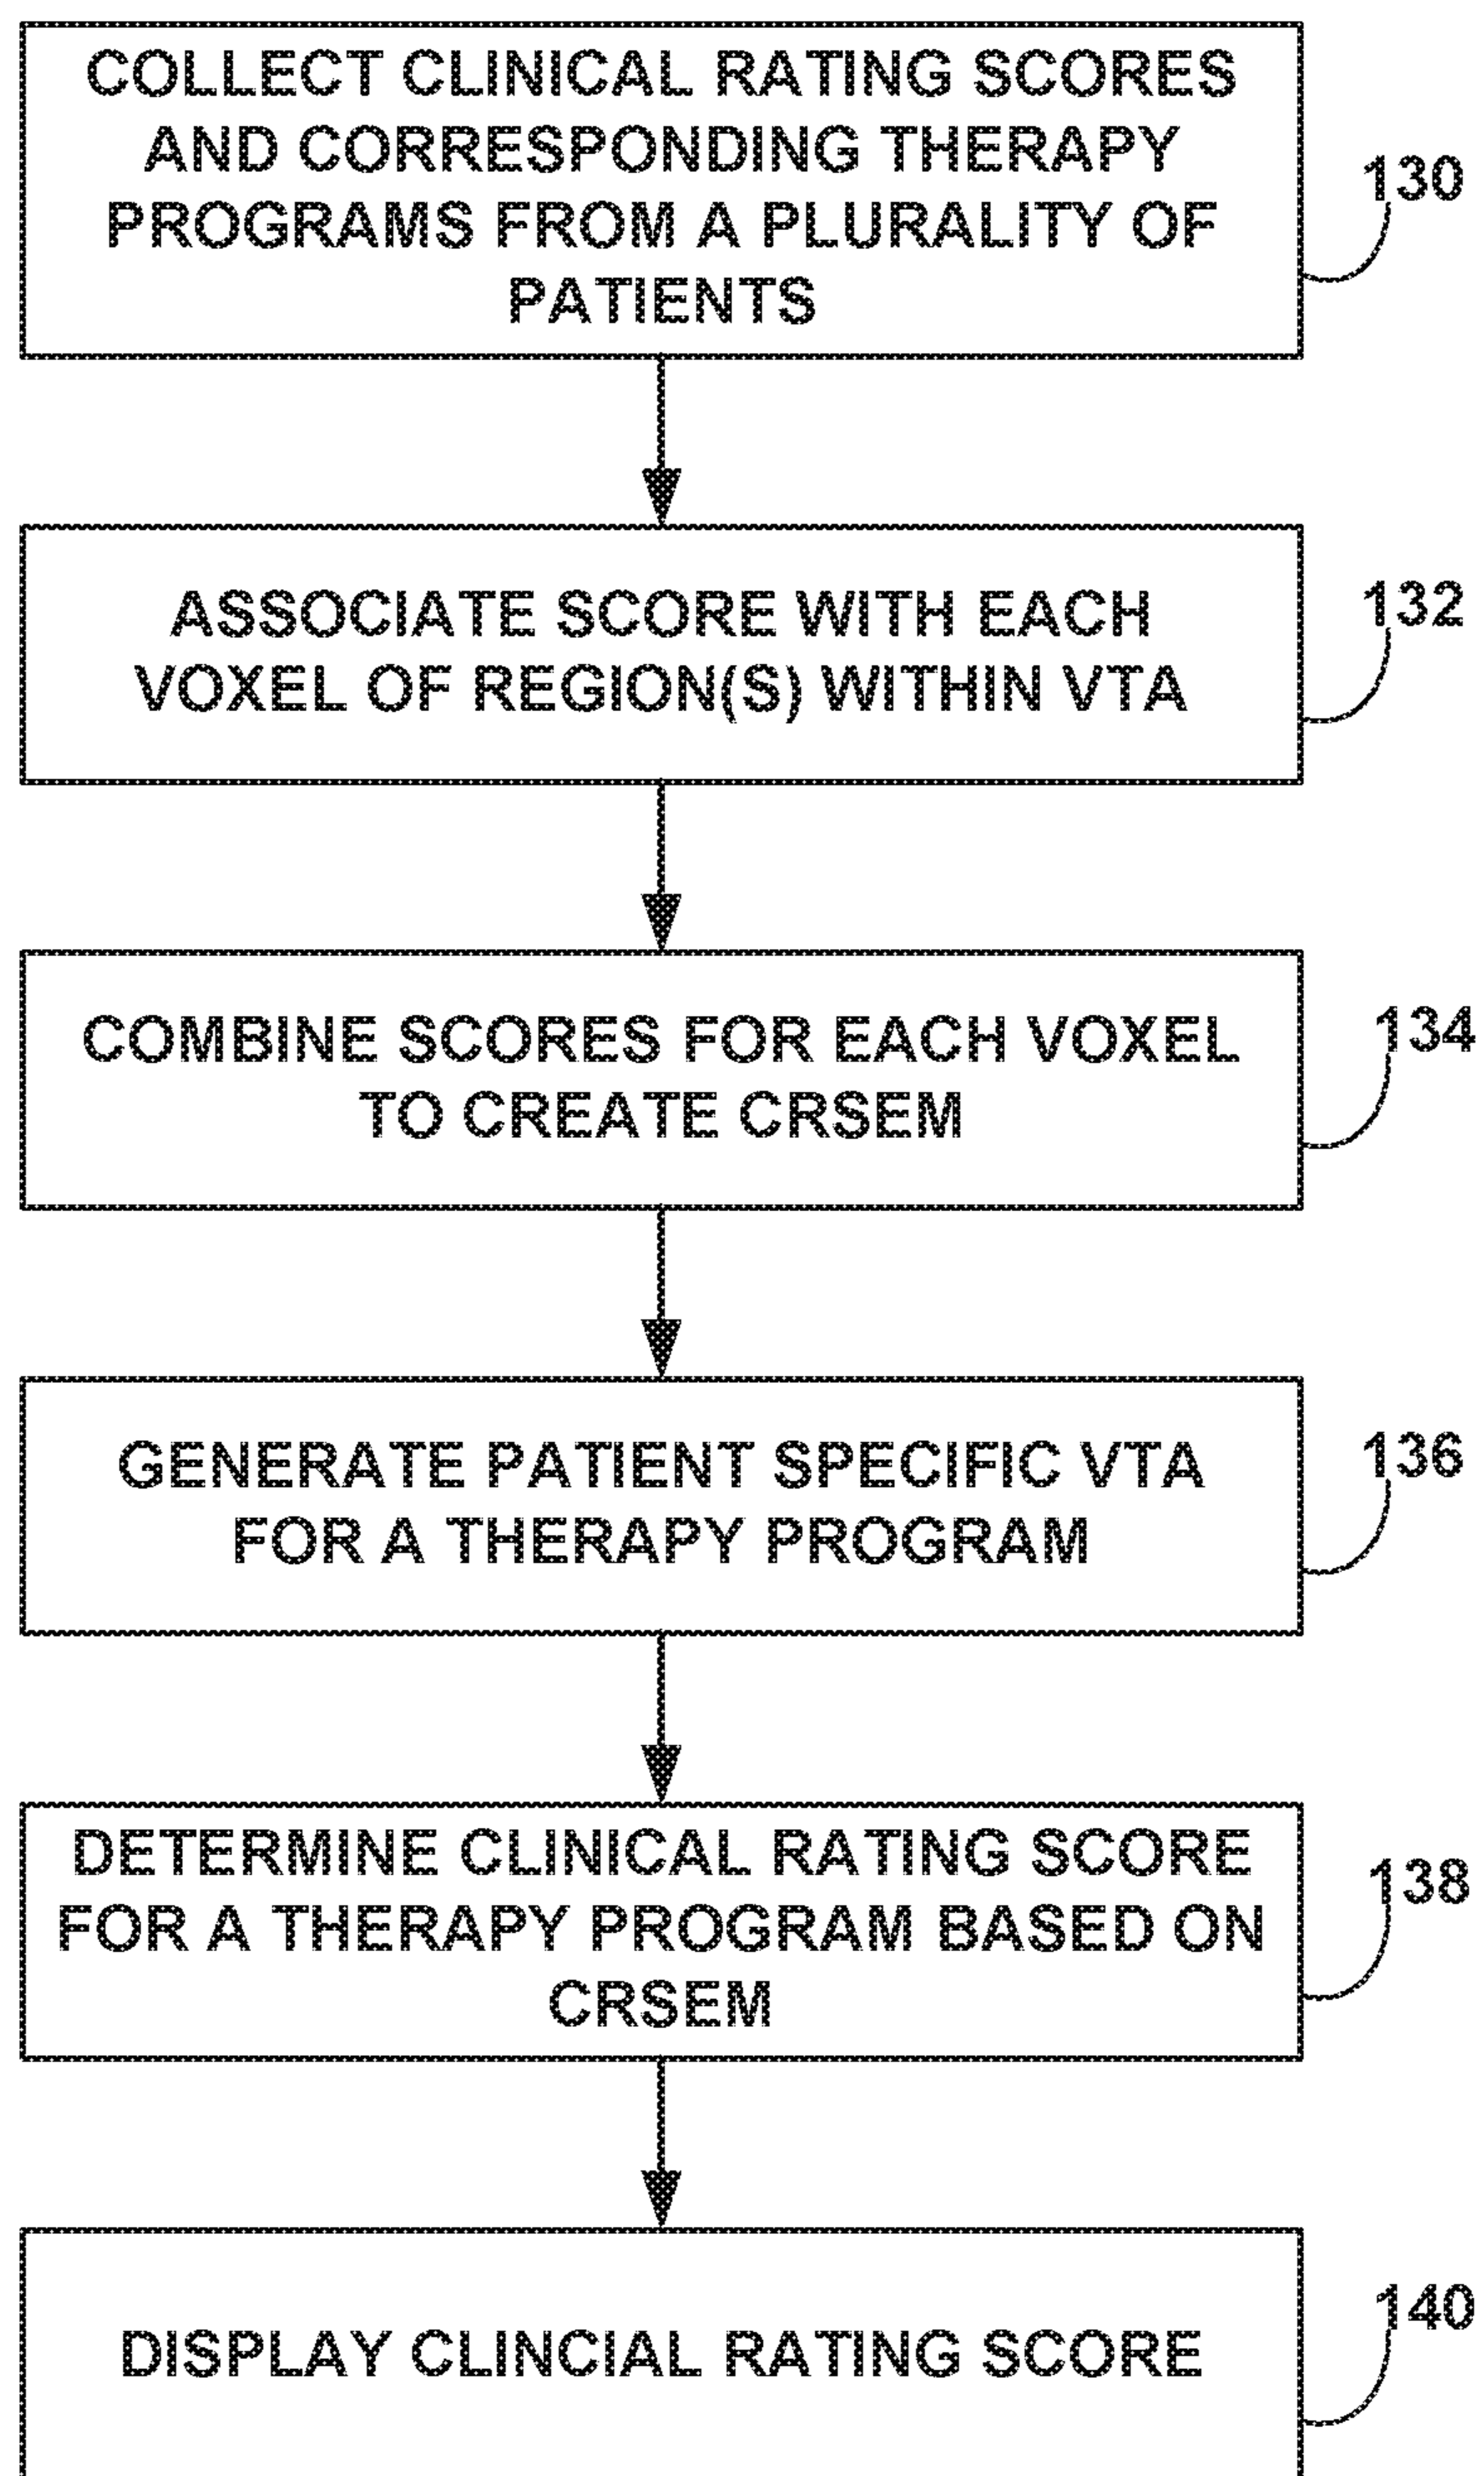 COLLECT CLINICAL RATING SCORES
AND CORRESPONDING THERAPY
PROGRAMS FROM A PLURALITY OF
PATIENTS
130
ASSOCIATE SCORE WITH EACH
VOXEL OF REGION(S) WITHIN VTA
132
COMBINE SCORES FOR EACH VOXEL
TO CREATE CRSEM
134
GENERATE PATIENT SPECIFIC VTA
FOR A THERAPY PROGRAM
136
DETERMINE CLINICAL RATING SCORE
FOR A THERAPY PROGRAM BASED ON
CRSEM
138
DISPLAY CLINCIAL RATING SCORE
140